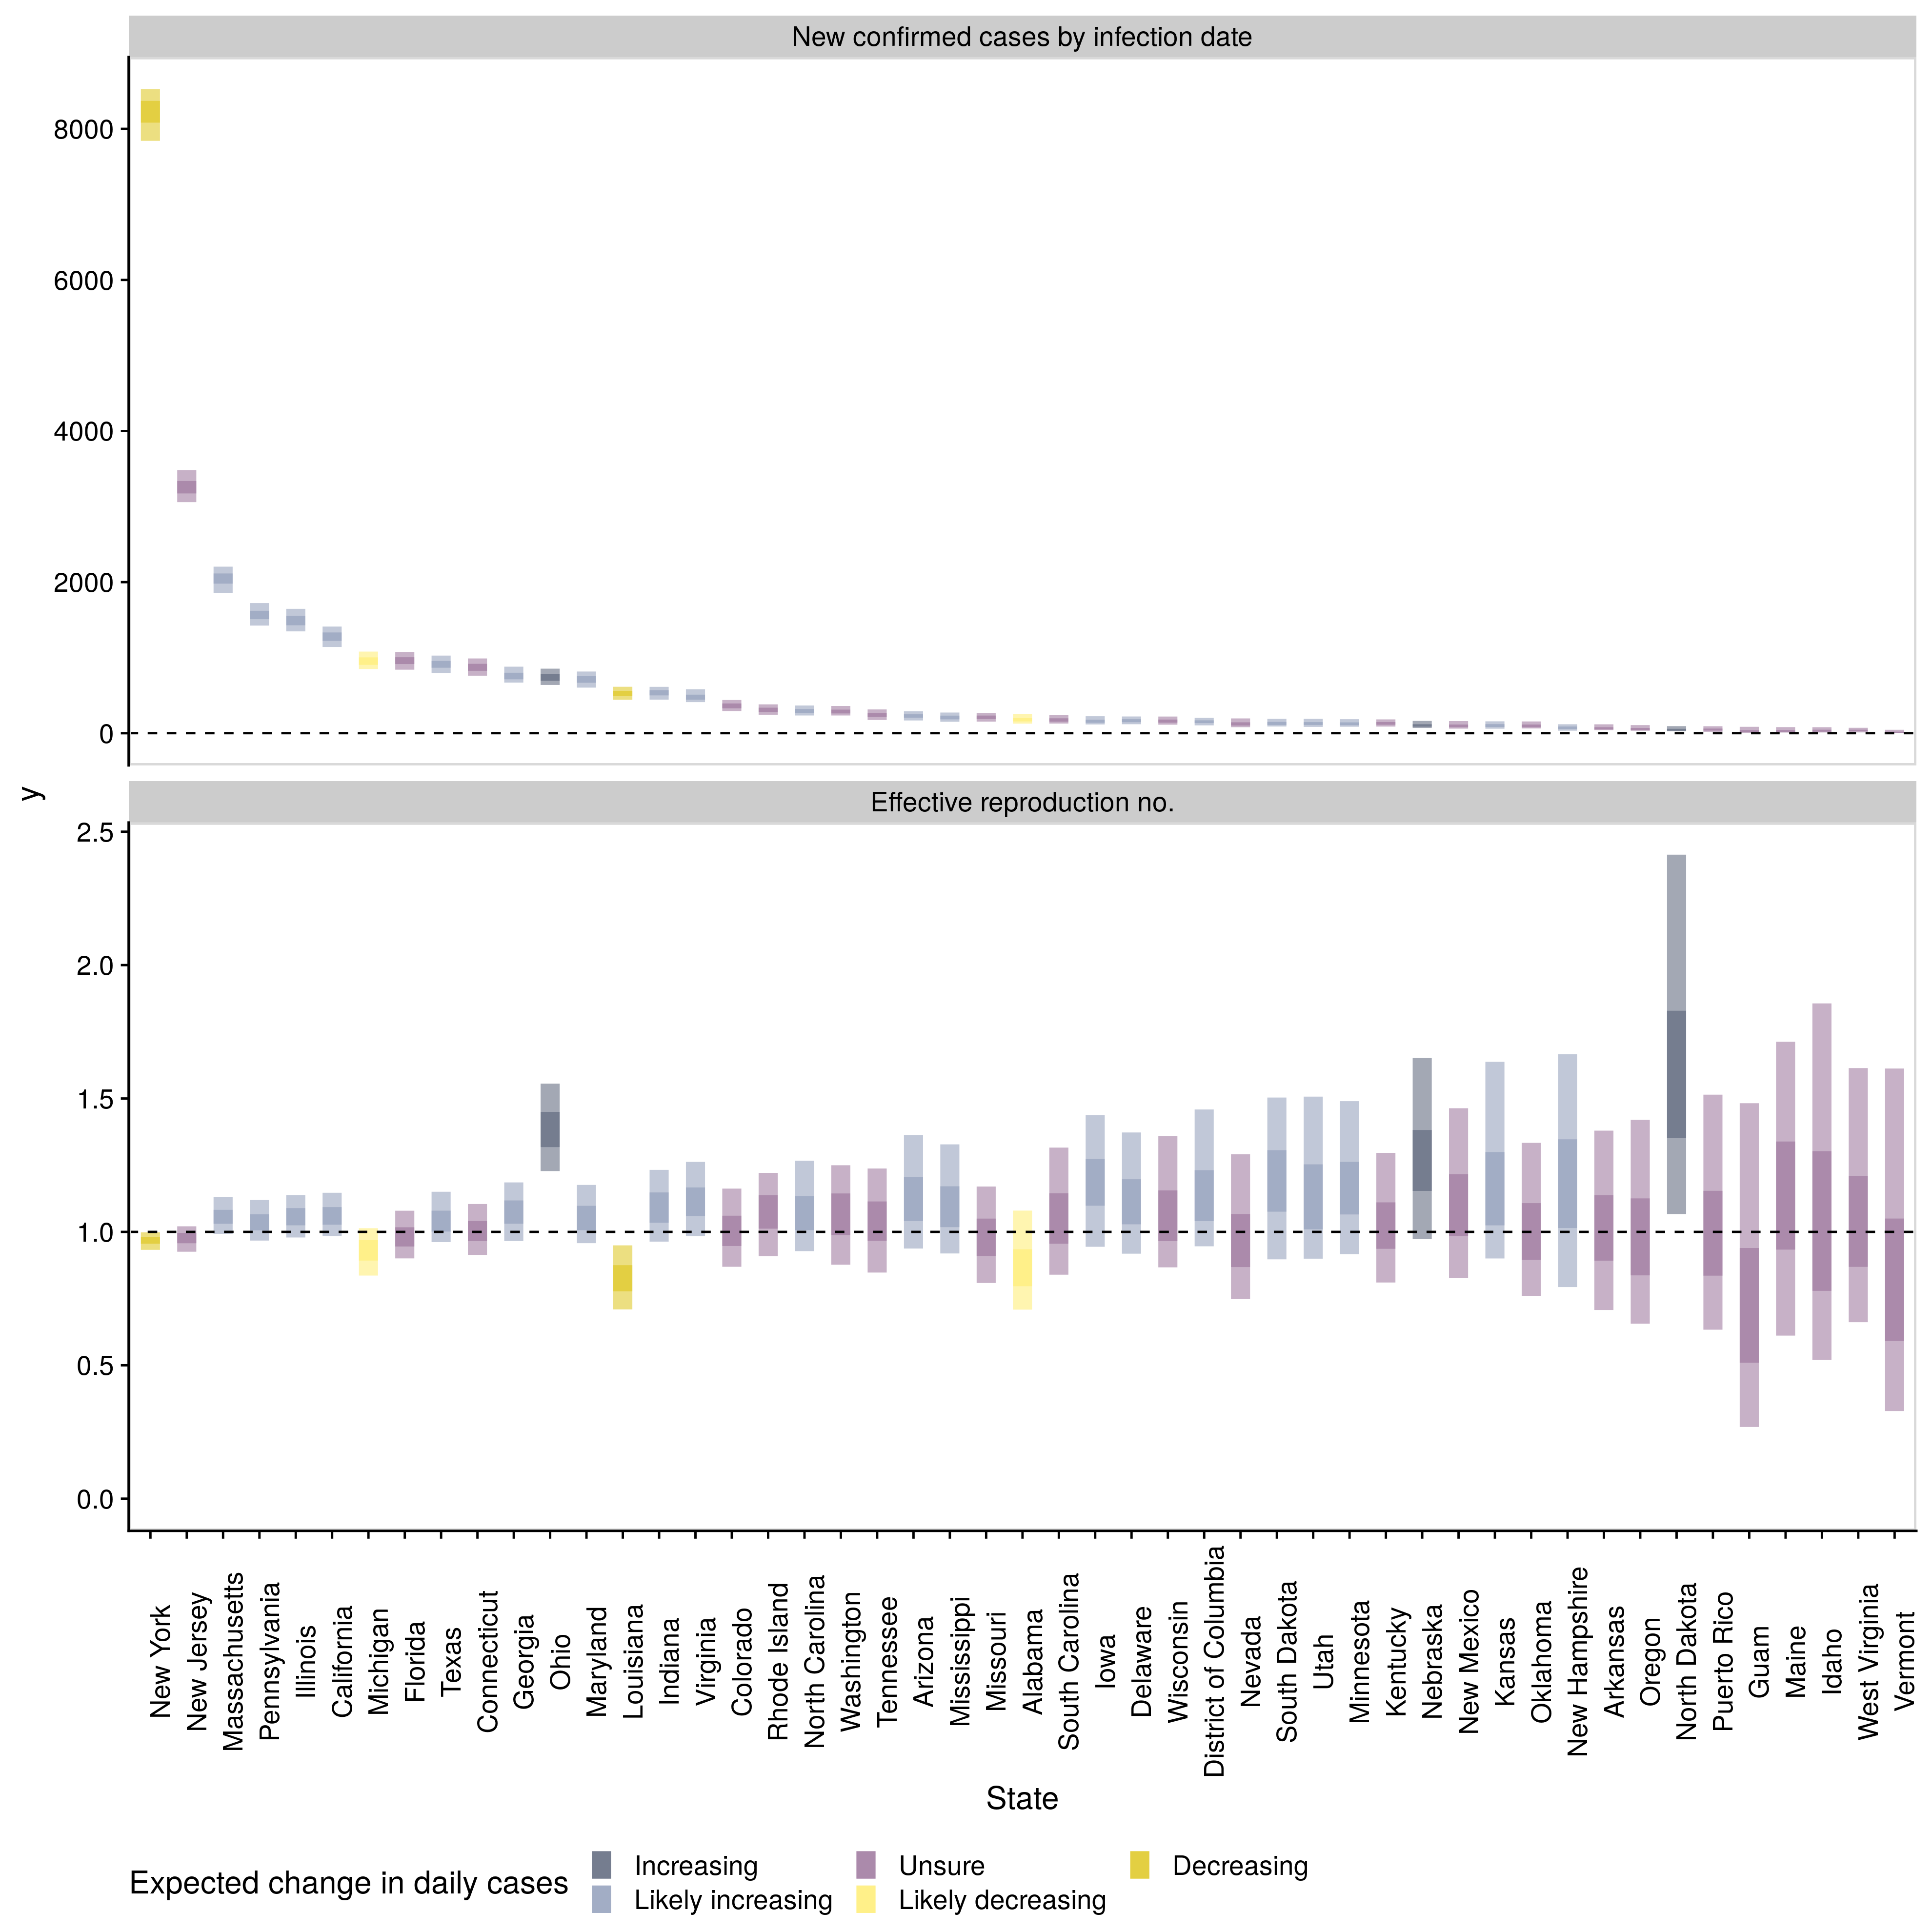 New confirmed cases by infection date
8000
6000
4000
2000
0
y
Effective reproduction no.
2.5
2.0
1.5
1.0
0.5
0.0
New York
New Jersey
Massachusetts
Pennsylvania
Illinois
California
Michigan
Florida
Texas
Connecticut
Georgia
Ohio
Maryland
Louisiana
Indiana
Virginia
Colorado
Rhode Island
North Carolina
Washington
Tennessee
Arizona
Mississippi
Missouri
Alabama
South Carolina
Iowa
Delaware
Wisconsin
District of Columbia
Nevada
South Dakota
Utah
Minnesota
Kentucky
Nebraska
New Mexico
Kansas
Oklahoma
New Hampshire
Arkansas
Oregon
North Dakota
Puerto Rico
Guam
Maine
Idaho
West Virginia
Vermont
State
Expected change in daily cases
Increasing
Likely increasing
Unsure
Likely decreasing
Decreasing